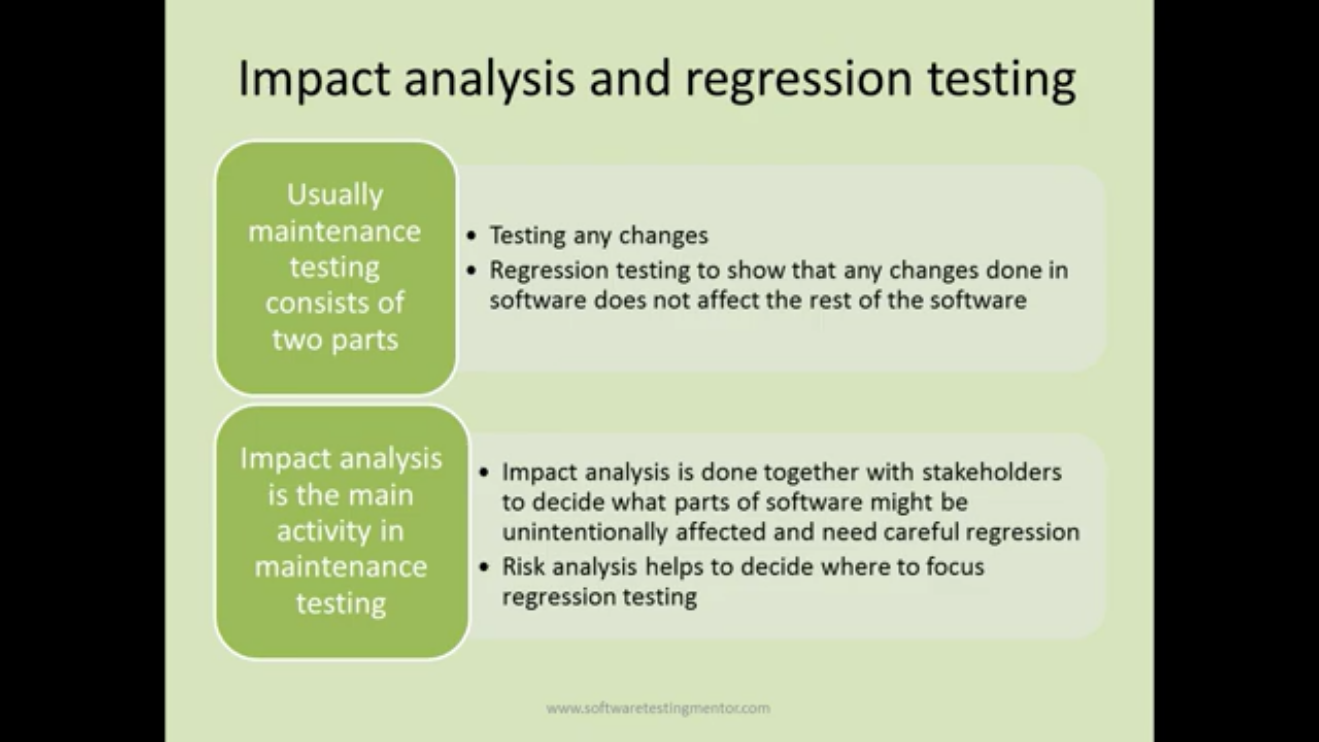 Impact analysis and regression testing
Usually
maintenance
testing
consists of
two parts
• Testing any changes
• Regression testing to show that any changes done in
software does not affect the rest of the software
Impact analysis
is the main
activity in
maintenance
testing
• Impact analysis is done together with stakeholders
to decide what parts of software might be
unintentionally affected and need careful regression
• Risk analysis helps to decide where to focus
regression testing
www.softwaretestingmentor.com